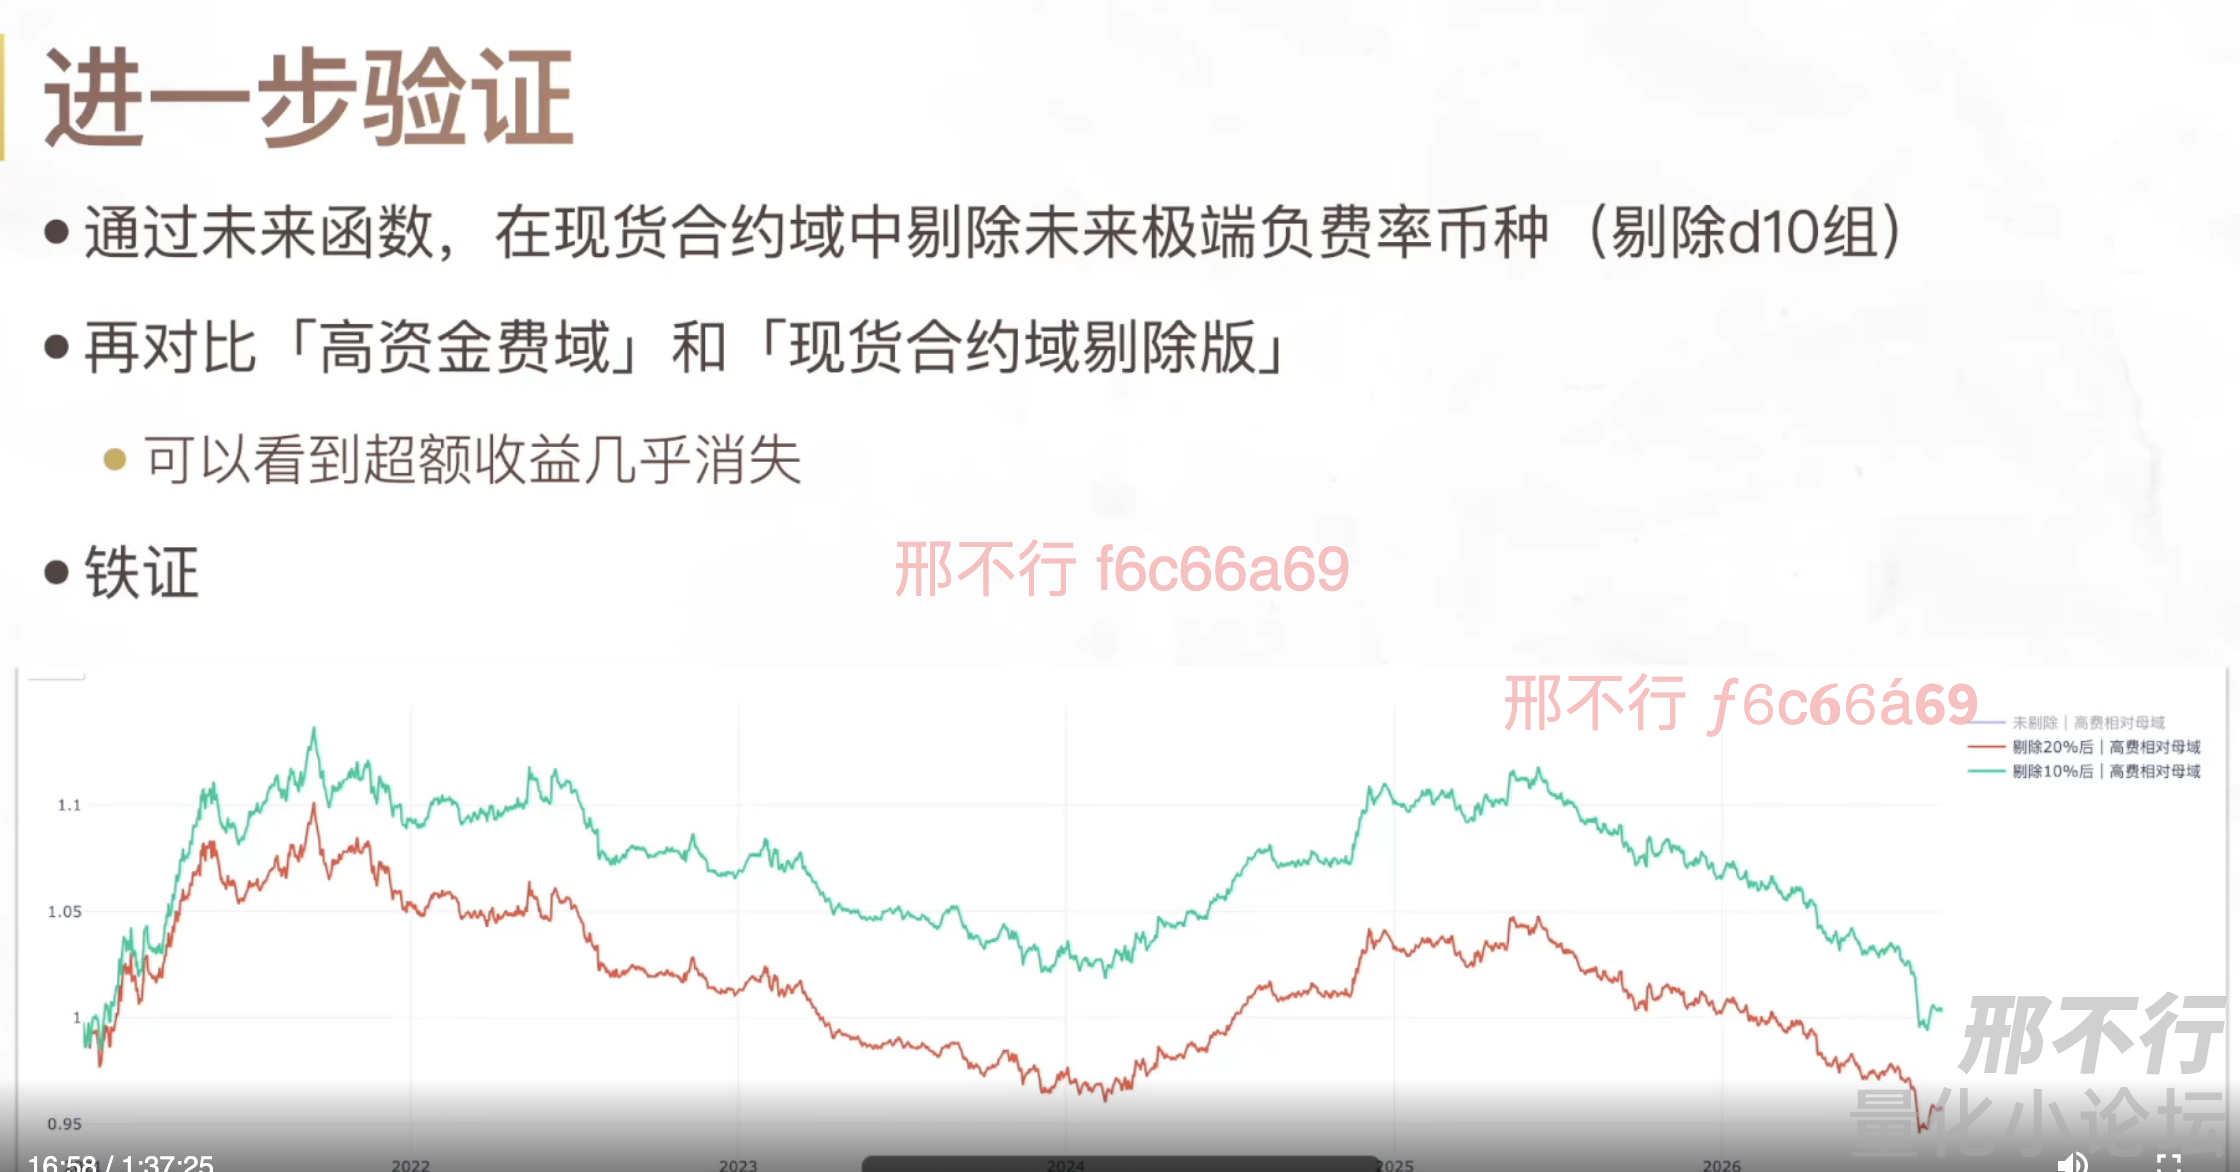 进一步验证
通过未来函数，在现货合约域中剔除未来极端负费率币种（剔除d10组）
再对比「高资金费域」和「现货合约域剔除版」
可以看到超额收益几乎消失
铁证
邢不行 f6c66a69
邢不行 f6c66á69
未剔除｜高费相对母域
剔除20%后｜高费相对母域
剔除10%后｜高费相对母域
1.1
1.05
1
0.95
邢不行
量化小论坛
2022
2023
2024
2025
2026
16:58 / 1:37:25